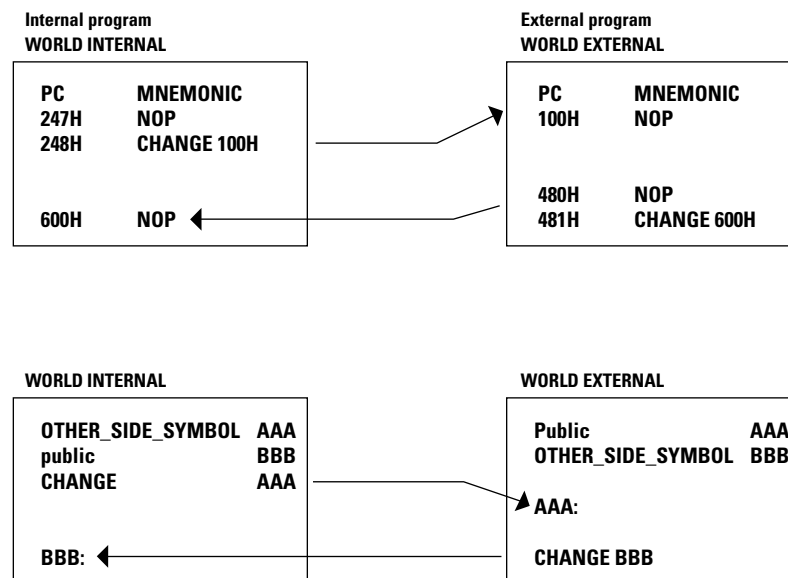 Internal program
WORLD INTERNAL
PC MNEMONIC
247H NOP
248H CHANGE 100H
600H NOP
External program
WORLD EXTERNAL
PC MNEMONIC
100H NOP
480H NOP
481H CHANGE 600H
WORLD INTERNAL
OTHER_SIDE_SYMBOL AAA
public BBB
CHANGE AAA
BBB:
WORLD EXTERNAL
Public AAA
OTHER_SIDE_SYMBOL BBB
AAA:
CHANGE BBB